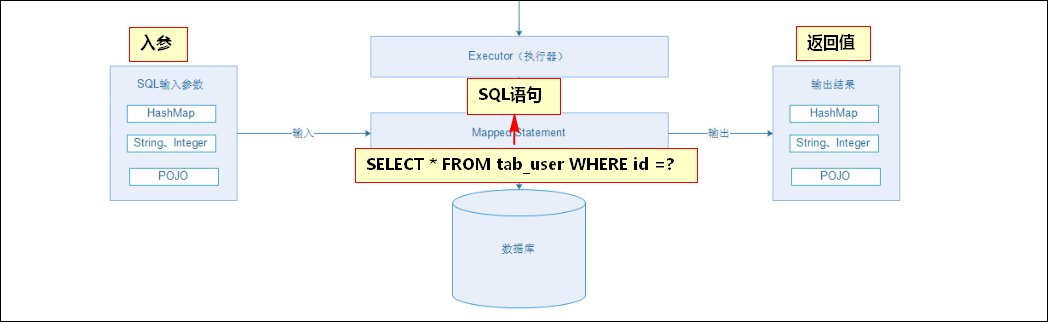 入参
Executor（执行器）
返回值
SQL输入参数
SQL语句
输出结果
HashMap
HashMap
String、Integer
输入
Mapped Statement
输出
String、Integer
SELECT * FROM tab_user WHERE id =?
POJO
POJO
数据库